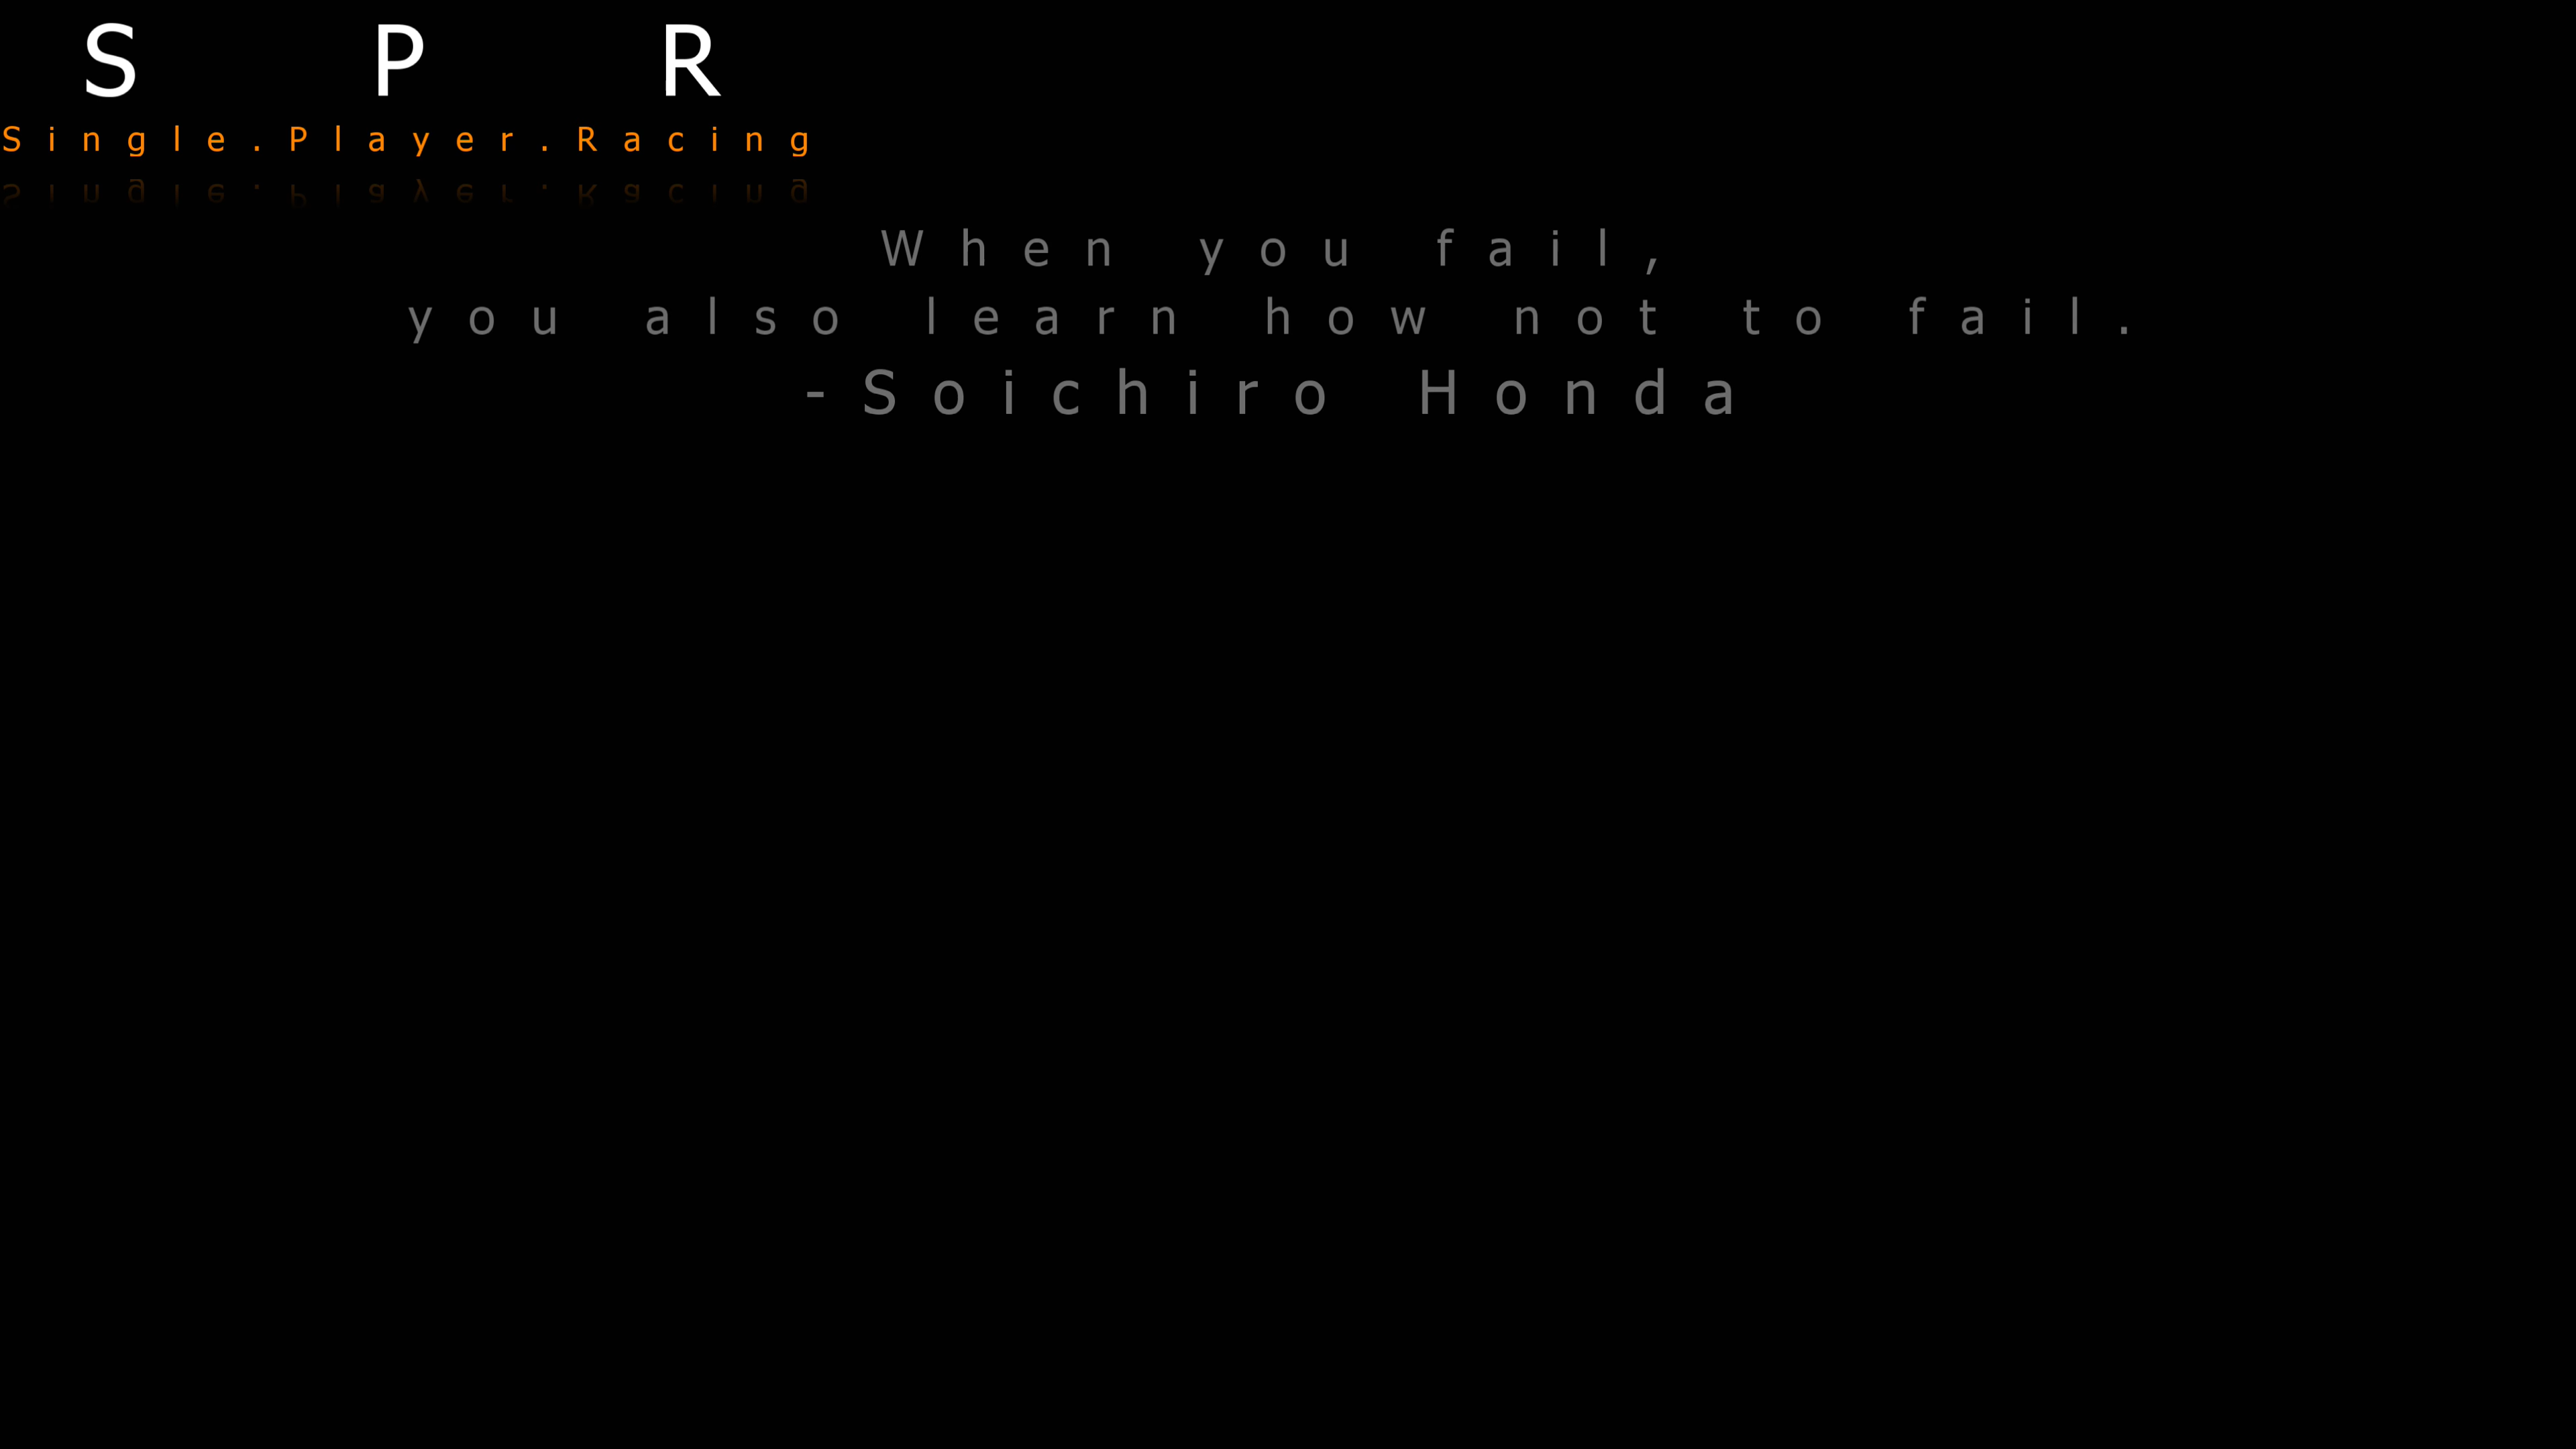 S P R
Single.Player.Racing
When you fail,
you also learn how not to fail.
-Soichiro Honda